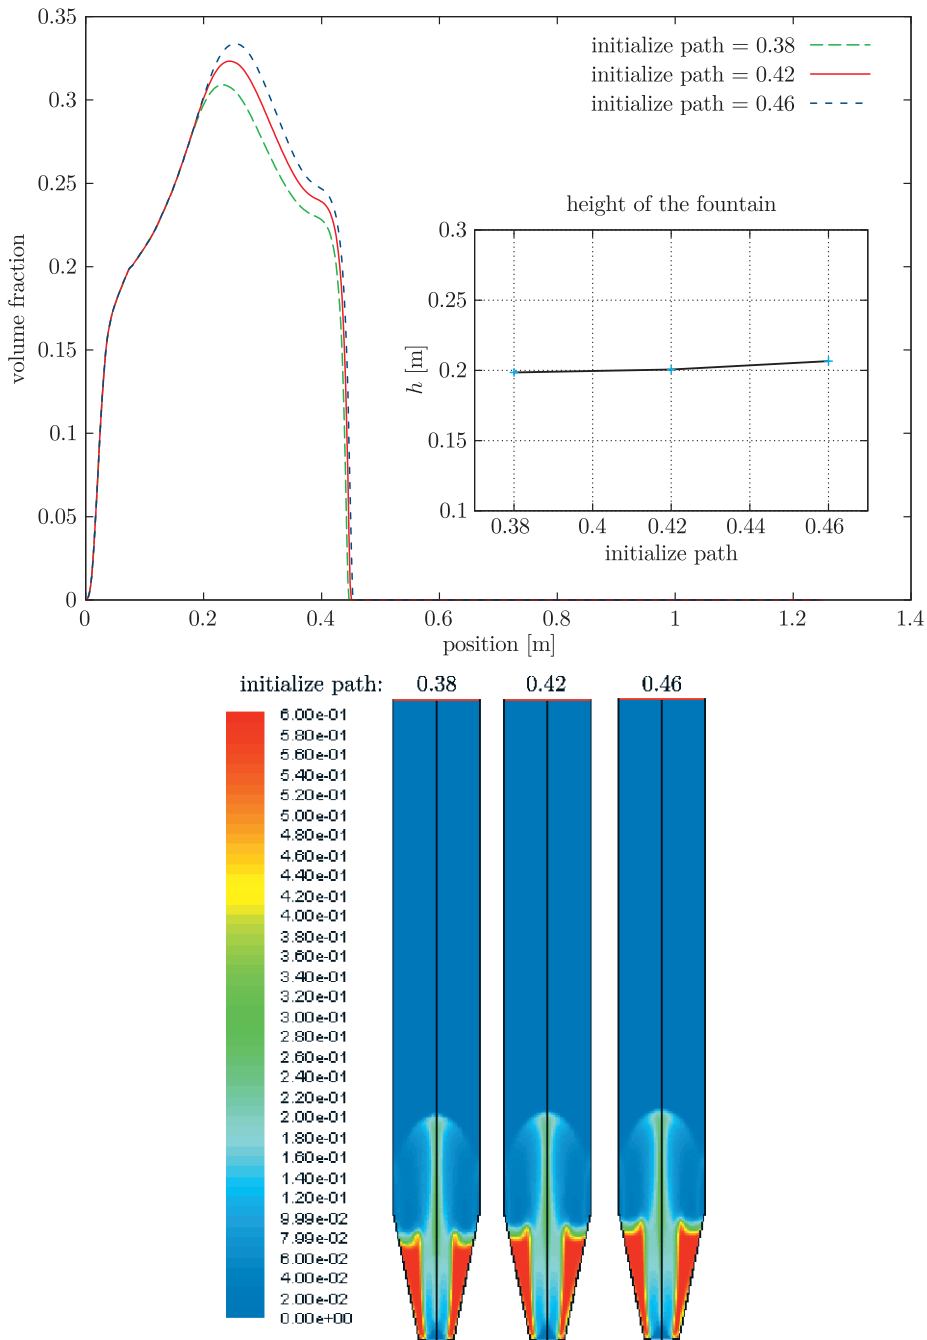 0.35
0.3
0.25
0.2
0.15
0.1
0.05
0
volume fraction
initialize path = 0.38
initialize path = 0.42
initialize path = 0.46
height of the fountain
0.3
0.25
0.2
0.15
0.1
h [m]
0.38 0.4 0.42 0.44 0.46
initialize path
0 0.2 0.4 0.6 0.8 1 1.2 1.4
position [m]
initialize path: 0.38 0.42 0.46
6.00e-01
5.80e-01
5.60e-01
5.40e-01
5.20e-01
5.00e-01
4.80e-01
4.60e-01
4.40e-01
4.20e-01
4.00e-01
3.80e-01
3.60e-01
3.40e-01
3.20e-01
3.00e-01
2.80e-01
2.60e-01
2.40e-01
2.20e-01
2.00e-01
1.80e-01
1.60e-01
1.40e-01
1.20e-01
9.99e-02
7.99e-02
6.00e-02
4.00e-02
2.00e-02
0.00e+00